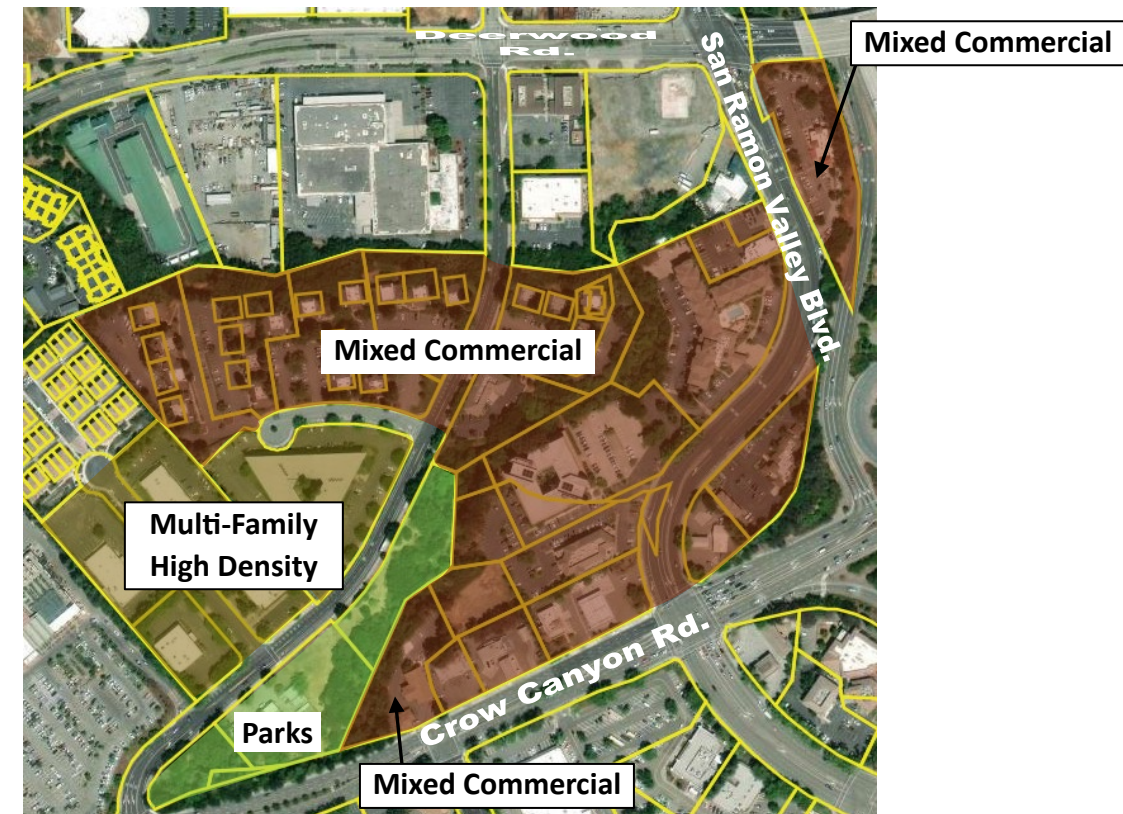 Deerwood
Rd.
San Ramon Valley Blvd.
Mixed Commercial
Mixed Commercial
Multi-Family
High Density
Parks
Crow Canyon Rd.
Mixed Commercial